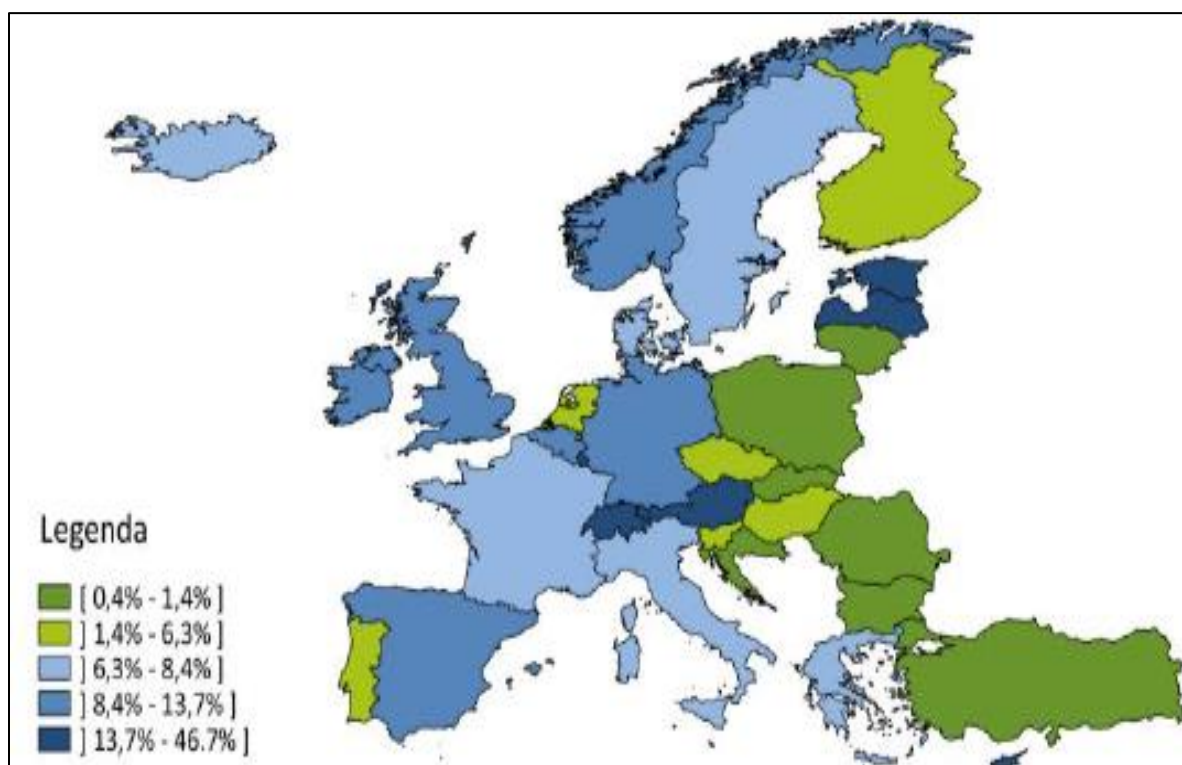 Legenda
[ 0,4% - 1,4% ]
] 1,4% - 6,3% ]
] 6,3% - 8,4% ]
] 8,4% - 13,7% ]
] 13,7% - 46.7% ]